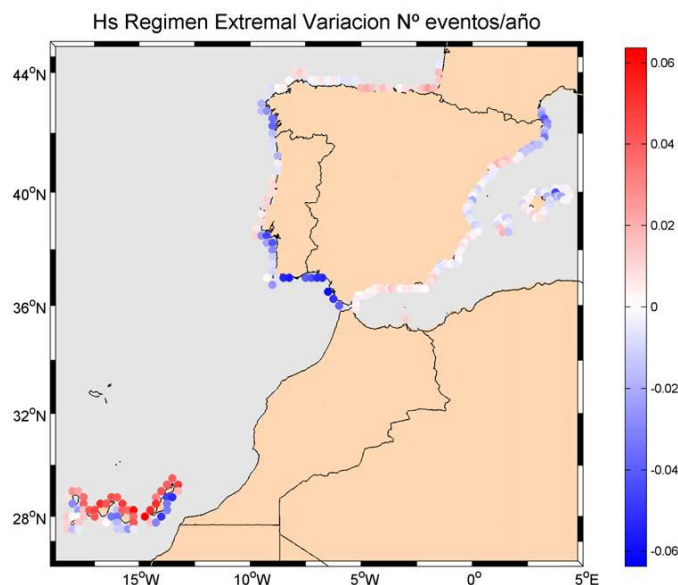 Hs Regimen Extremal Variacion Nº eventos/año
44°N
40°N
36°N
32°N
28°N
15°W 10°W 5°W 0° 5°E
0.06
0.04
0.02
0
-0.02
-0.04
-0.06